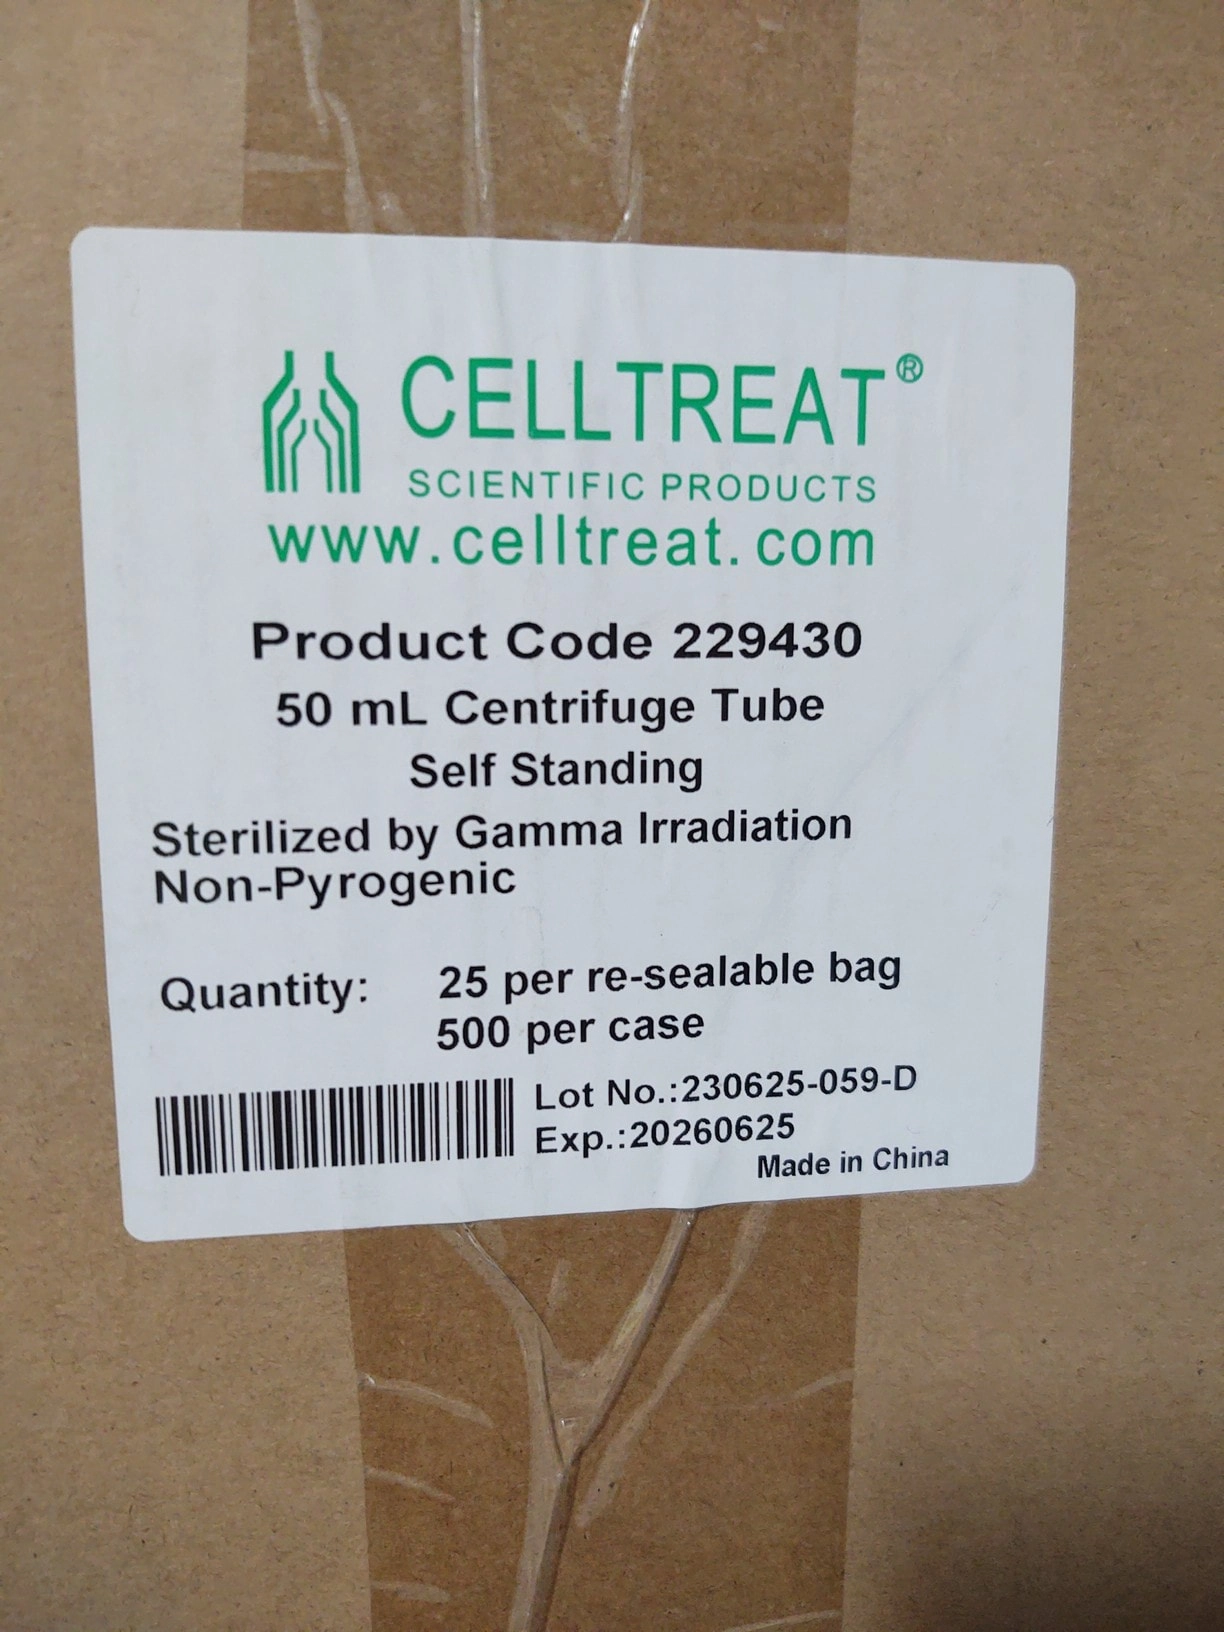 CELLTREAT®
SCIENTIFIC PRODUCTS
www.celltreat.com
Product Code 229430
50 mL Centrifuge Tube
Self Standing
Sterilized by Gamma Irradiation
Non-Pyrogenic
Quantity: 25 per re-sealable bag
500 per case
Lot No.:230625-059-D
Exp.:20260625
Made in China